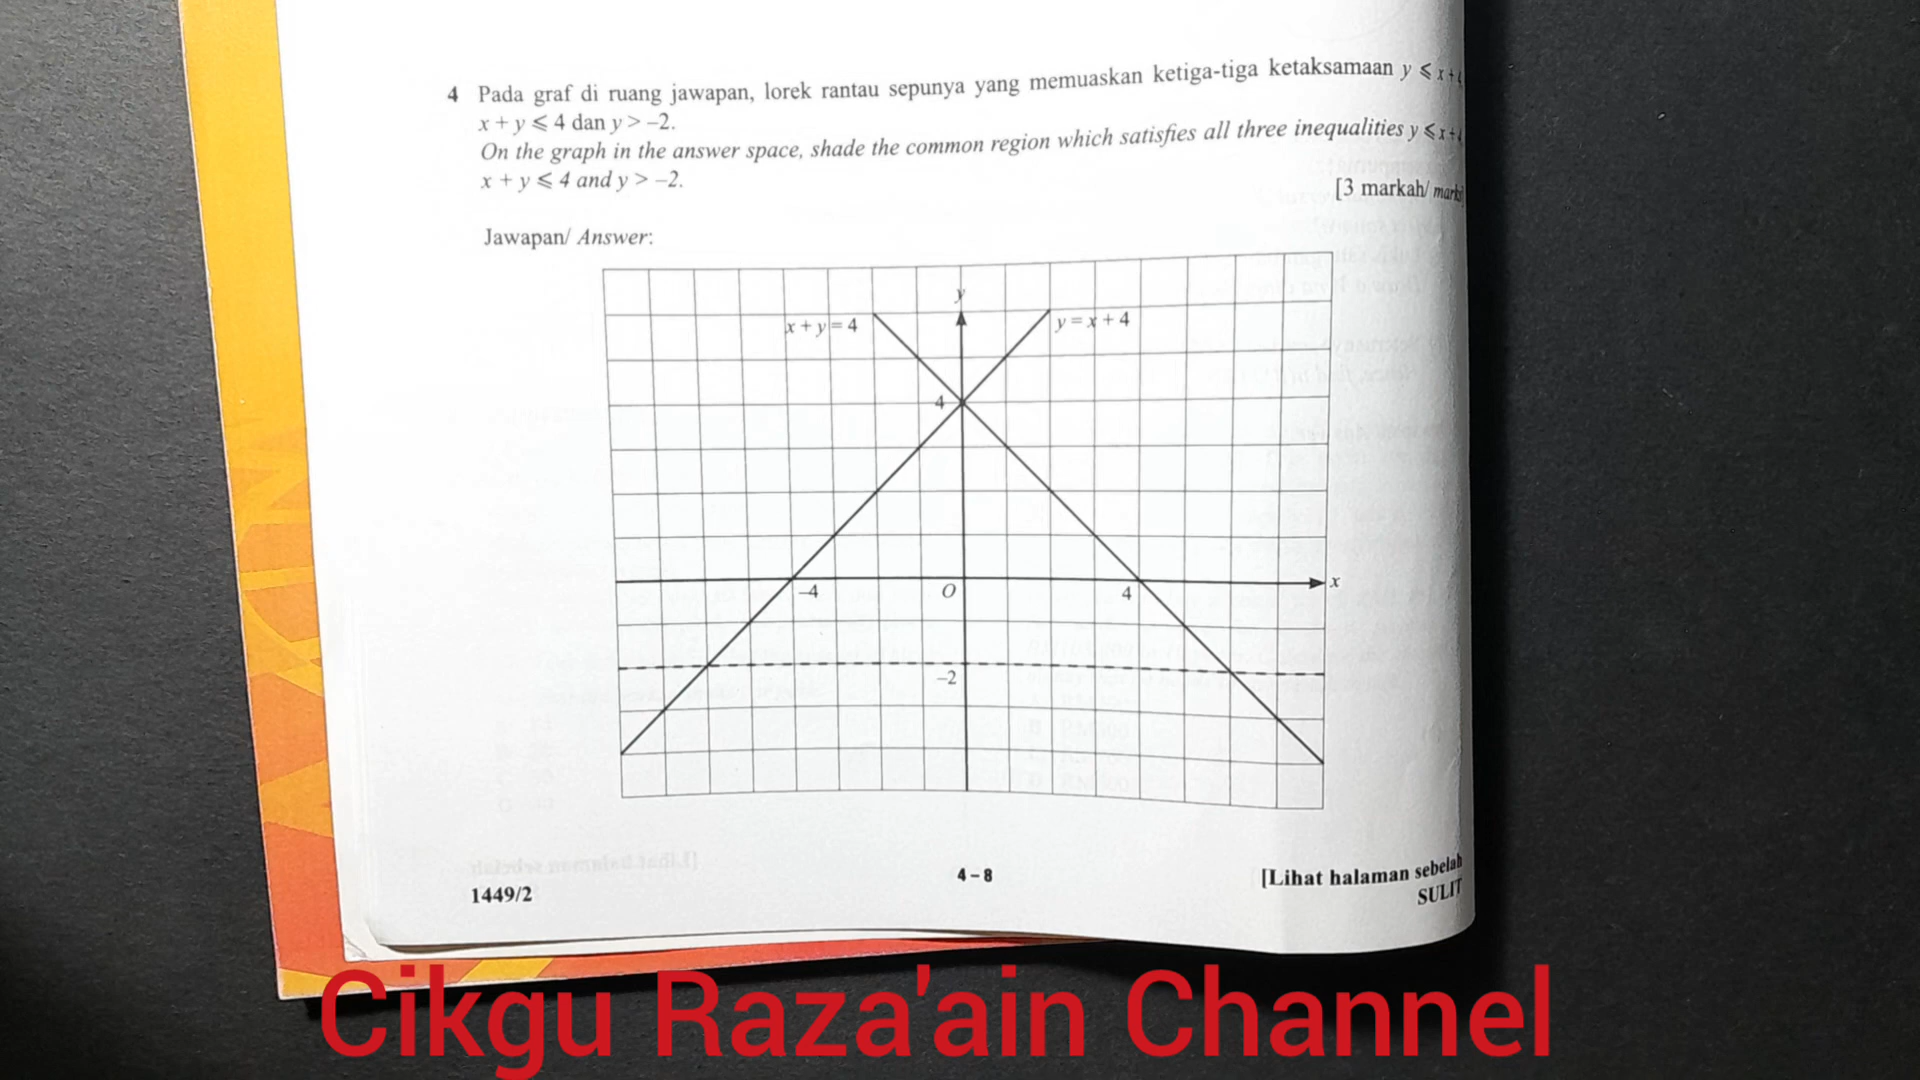 4 Pada graf di ruang jawapan, lorek rantau sepunya yang memuaskan ketiga-tiga ketaksamaan y ⩽ x +
x + y ⩽ 4 dan y > –2.
On the graph in the answer space, shade the common region which satisfies all three inequalities y ⩽ x +
x + y ⩽ 4 and y > –2.
[3 markah/ marks]
Jawapan/ Answer:
y
x + y = 4
y = x + 4
4
–4
O
4
x
–2
1449/2
4 – 8
[Lihat halaman sebelah
SULIT
Cikgu Raza'ain Channel